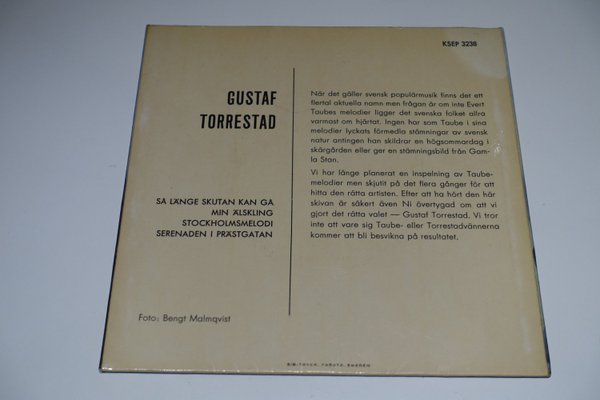 KSEP 3238
GUSTAF
TORRESTAD
SÅ LÄNGE SKUTAN KAN GÅ
MIN ÄLSKLING
STOCKHOLMSMELODI
SERENADEN I PRÄSTGATAN
Foto: Bengt Malmqvist
När det gäller svensk populärmusik finns det ett
flertal aktuella namn men frågan är om inte Evert
Taubes melodier ligger det svenska folket allra
varmast om hjärtat. Ingen har som Taube i sina
melodier lyckats förmedla stämningar av svensk
natur antingen han skildrar en högsommardag i
skärgården eller ger en stämningsbild från Gam-
la Stan.
Vi har länge planerat en inspelning av Taube-
melodier men skjutit på det flera gånger för att
hitta den rätta artisten. Efter att ha hört den här
skivan är säkert även Ni övertygad om att vi
gjort det rätta valet — Gustaf Torrestad. Vi tror
inte att vare sig Taube- eller Torrestadvännerna
kommer att bli besvikna på resultatet.